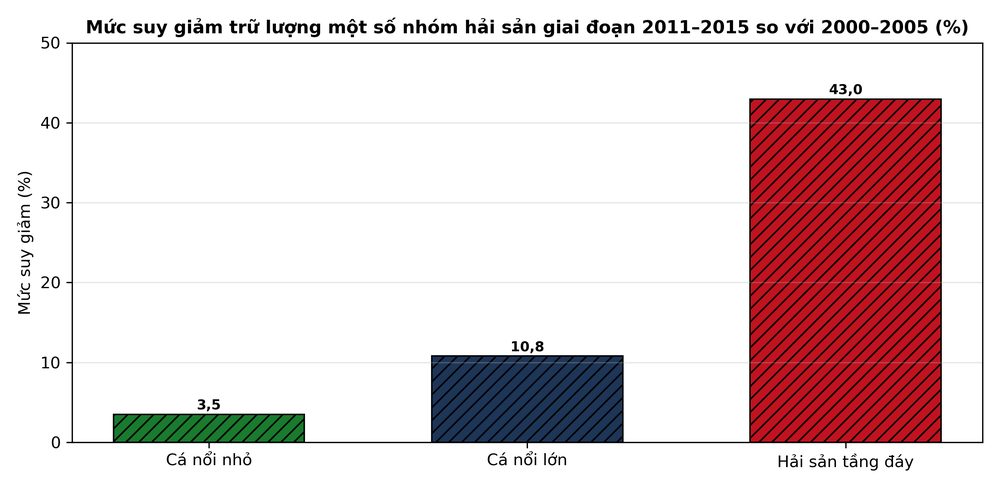 Mức suy giảm trữ lượng một số nhóm hải sản giai đoạn 2011–2015 so với 2000–2005 (%)
Mức suy giảm (%)
50
40
30
20
10
0
3,5
10,8
43,0
Cá nổi nhỏ
Cá nổi lớn
Hải sản tầng đáy